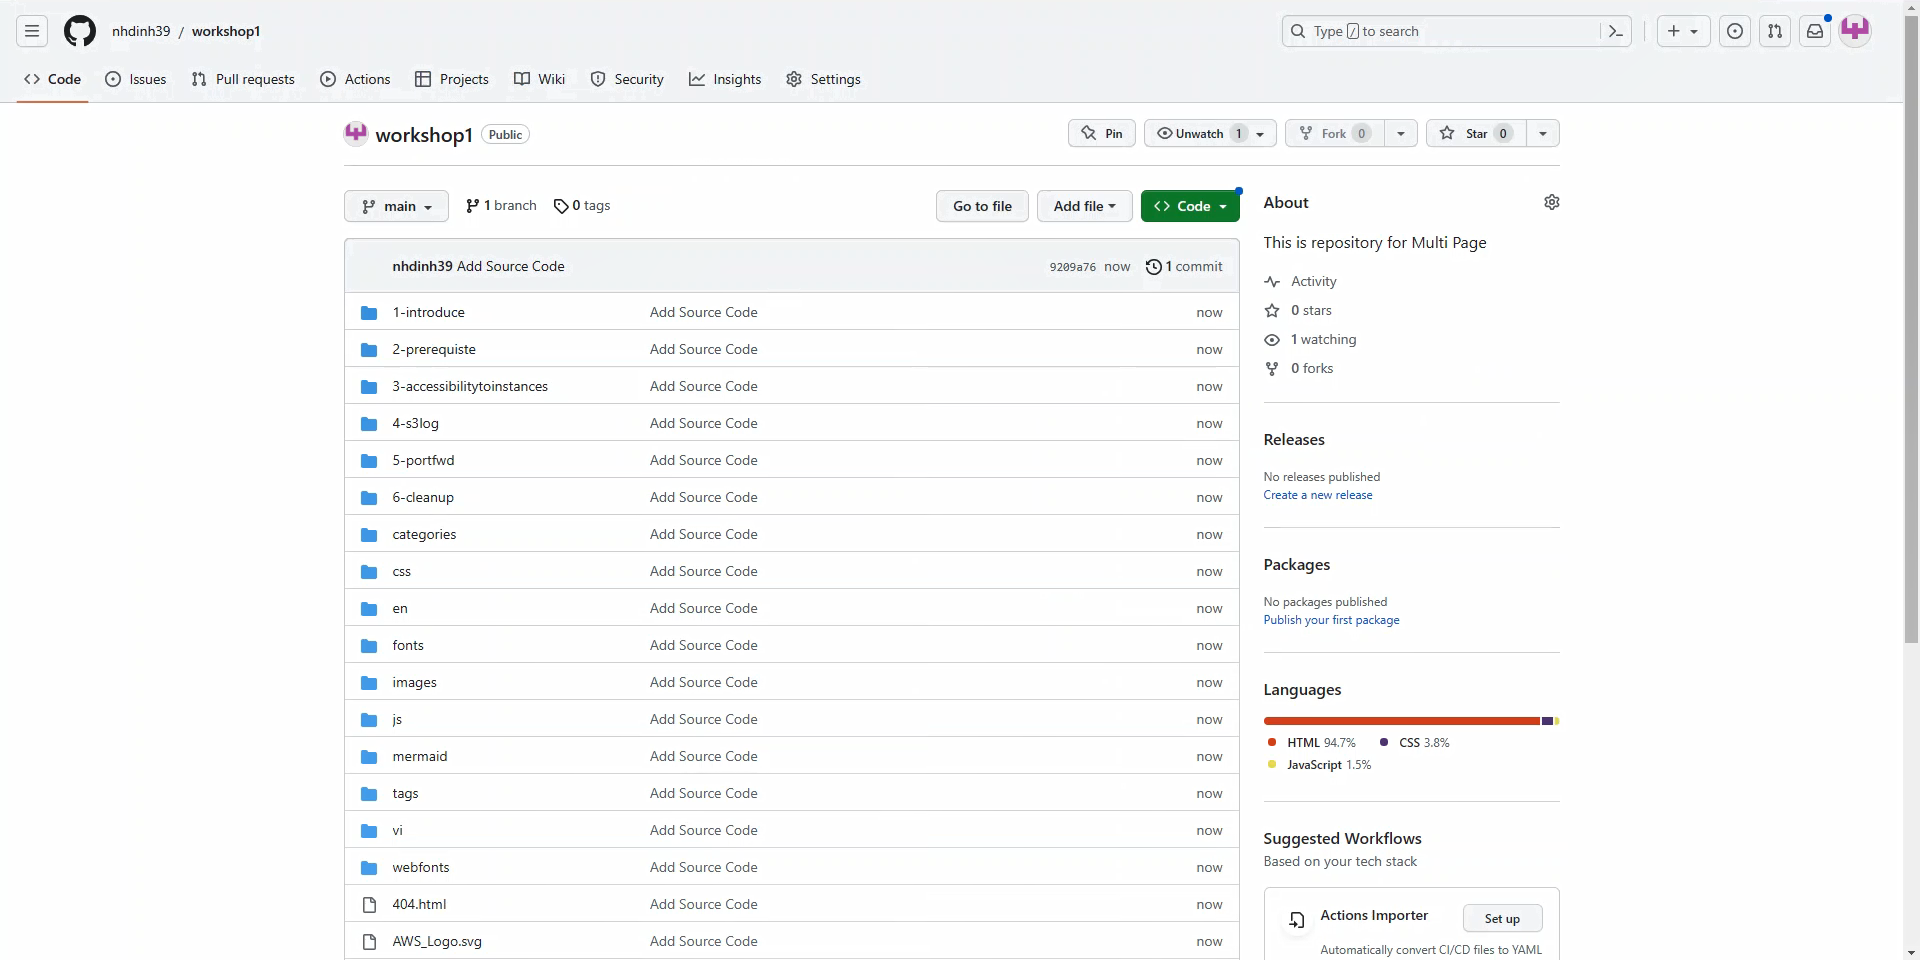 nhdinh39 / workshop1
Type / to search
Code Issues Pull requests Actions Projects Wiki Security Insights Settings
workshop1 Public
Pin Unwatch 1 Fork 0 Star 0
main 1 branch 0 tags Go to file Add file Code
nhdinh39 Add Source Code 9209a76 now 1 commit
1-introduce Add Source Code now
2-prerequiste Add Source Code now
3-accessibilitytoinstances Add Source Code now
4-s3log Add Source Code now
5-portfwd Add Source Code now
6-cleanup Add Source Code now
categories Add Source Code now
css Add Source Code now
en Add Source Code now
fonts Add Source Code now
images Add Source Code now
js Add Source Code now
mermaid Add Source Code now
tags Add Source Code now
vi Add Source Code now
webfonts Add Source Code now
404.html Add Source Code now
AWS_Logo.svg Add Source Code now
About
This is repository for Multi Page
Activity
0 stars
1 watching
0 forks
Releases
No releases published
Create a new release
Packages
No packages published
Publish your first package
Languages
HTML 94.7% CSS 3.8%
JavaScript 1.5%
Suggested Workflows
Based on your tech stack
Actions Importer Set up
Automatically convert CI/CD files to YAML